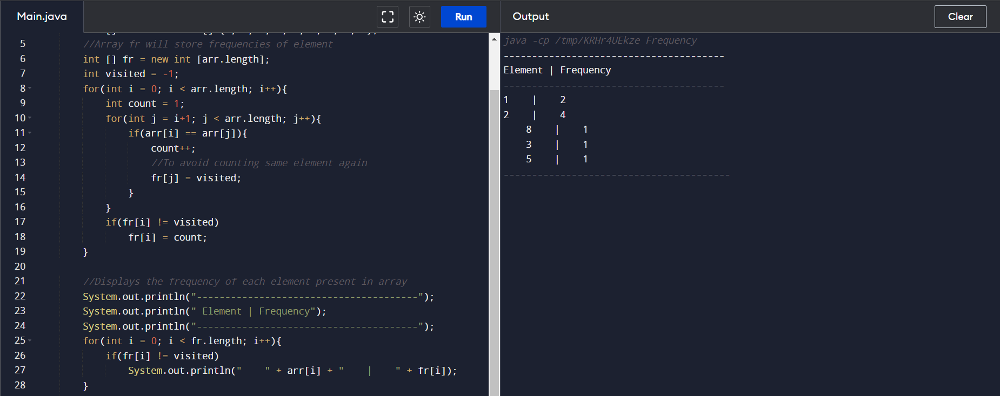 Main.java
Run
Output
Clear
5 //Array fr will store frequencies of element
6 int [] fr = new int [arr.length];
7 int visited = -1;
8 for(int i = 0; i < arr.length; i++){
9 int count = 1;
10 for(int j = i+1; j < arr.length; j++){
11 if(arr[i] == arr[j]){
12 count++;
13 //To avoid counting same element again
14 fr[j] = visited;
15 }
16 }
17 if(fr[i] != visited)
18 fr[i] = count;
19 }
20
21 //Displays the frequency of each element present in array
22 System.out.println("---------------------------------------");
23 System.out.println(" Element | Frequency");
24 System.out.println("---------------------------------------");
25 for(int i = 0; i < fr.length; i++){
26 if(fr[i] != visited)
27 System.out.println("    " + arr[i] + "    |    " + fr[i]);
28 }
java -cp /tmp/KRHr4UEkze Frequency
---------------------------------------
Element | Frequency
---------------------------------------
1    |    2
2    |    4
    8    |    1
    3    |    1
    5    |    1
----------------------------------------